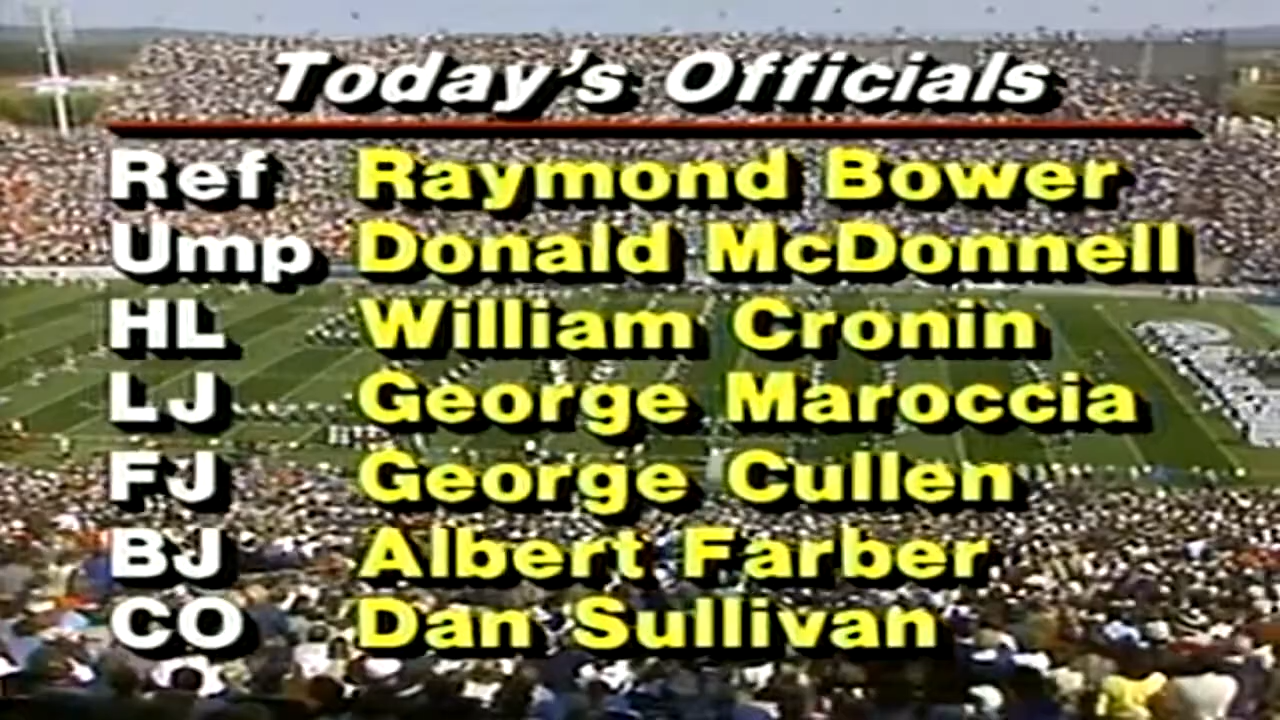 Today's Officials
Ref Raymond Bower
Ump Donald McDonnell
HL William Cronin
LJ George Maroccia
FJ George Cullen
BJ Albert Farber
CO Dan Sullivan